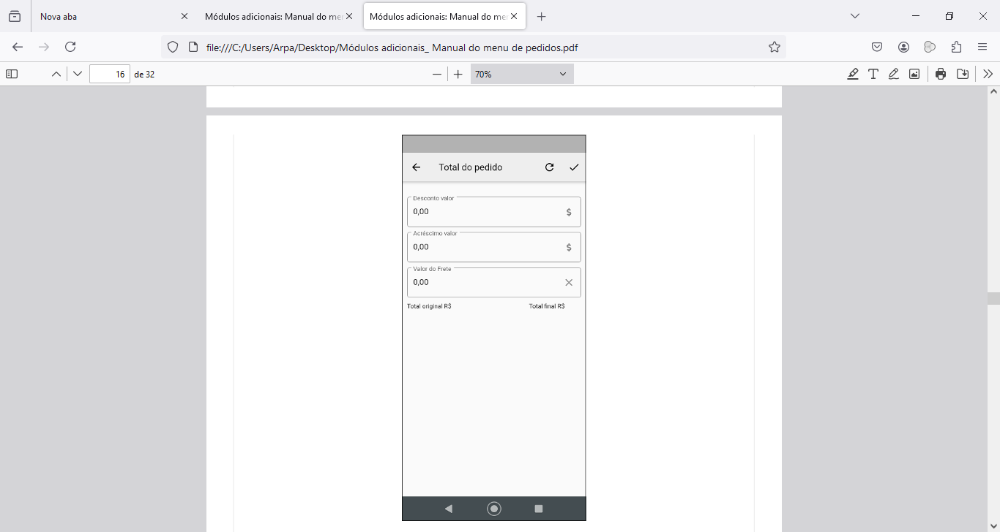 Nova aba
Módulos adicionais: Manual do me
Módulos adicionais: Manual do me
file:///C:/Users/Arpa/Desktop/Módulos adicionais_ Manual do menu de pedidos.pdf
16 de 32
70%
Total do pedido
Desconto valor
0,00
$
Acréscimo valor
0,00
$
Valor do Frete
0,00
Total original R$ Total final R$